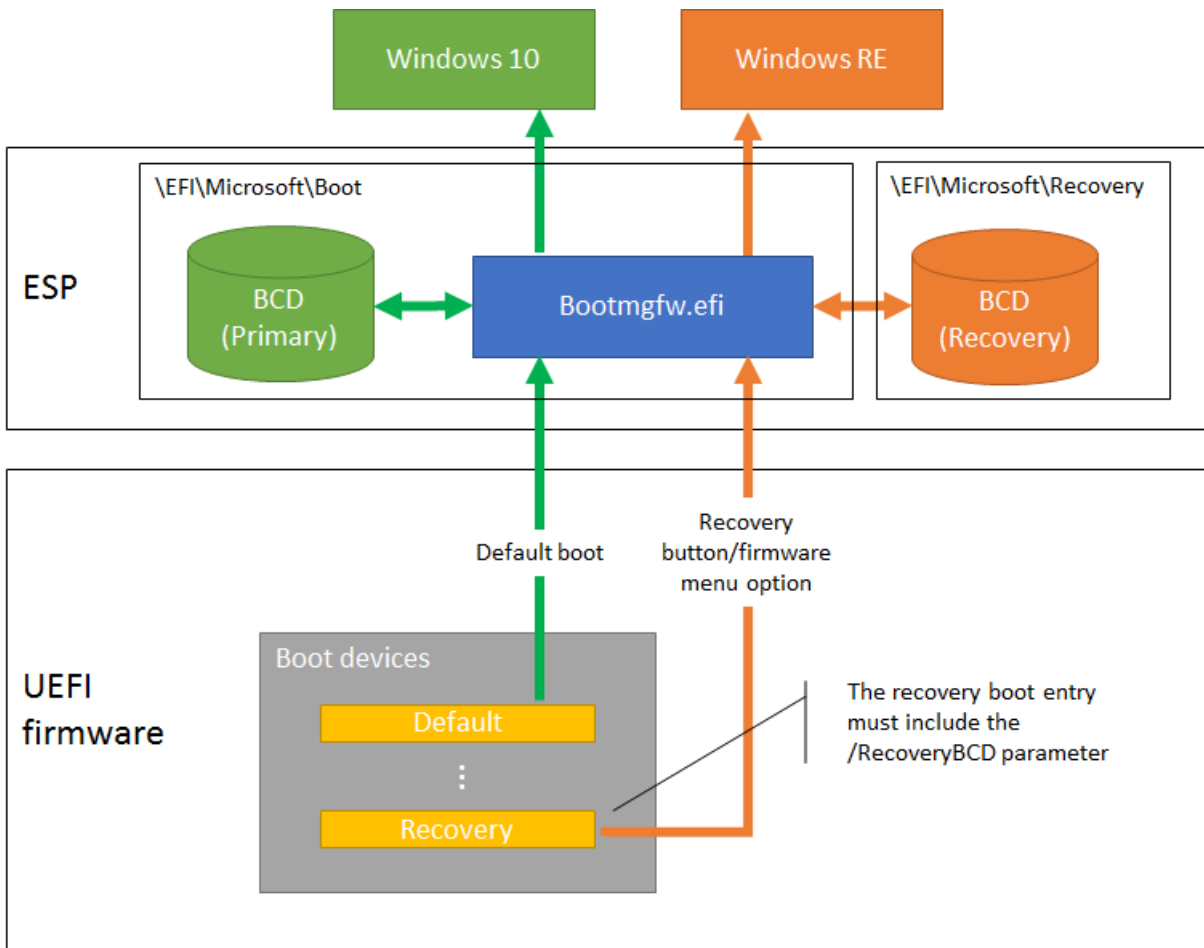 Windows 10
Windows RE
\EFI\Microsoft\Boot
\EFI\Microsoft\Recovery
ESP
BCD
(Primary)
Bootmgfw.efi
BCD
(Recovery)
Default boot
Recovery
button/firmware
menu option
UEFI
firmware
Boot devices
Default
⋮
Recovery
The recovery boot entry
must include the
/RecoveryBCD parameter